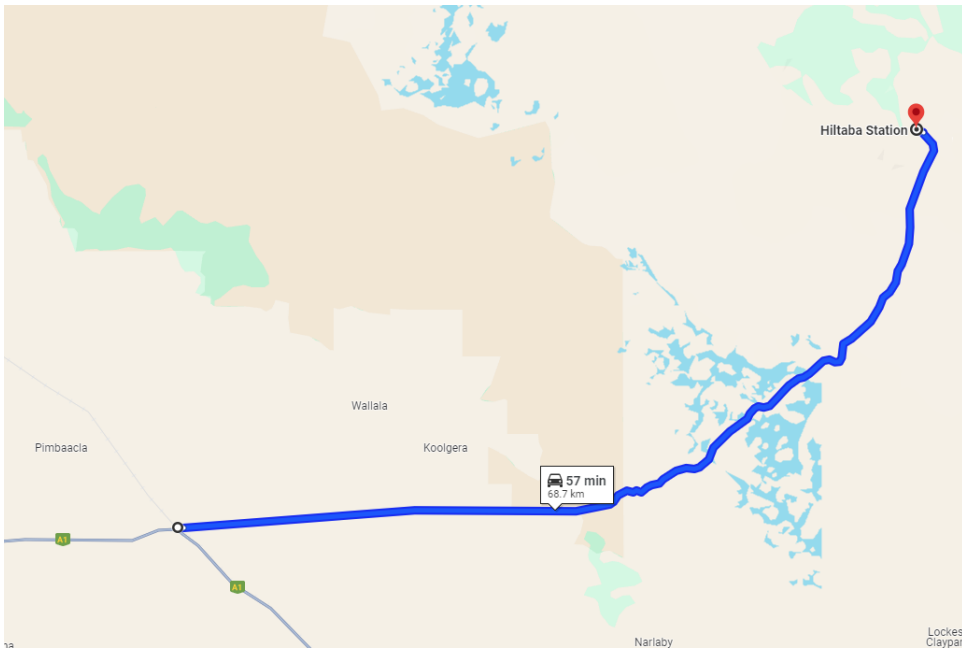 Hiltaba Station
Wallala
Pimbaacla
Koolgera
57 min
68.7 km
A1
A1
Narlaby
Lockes
Claypan